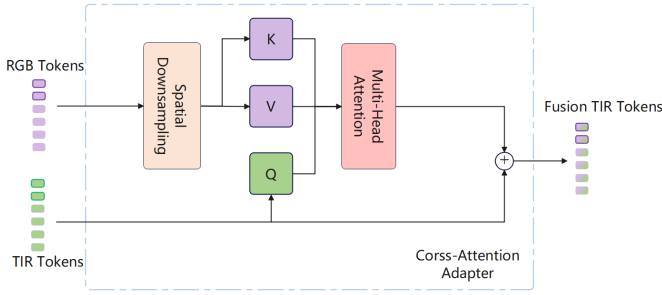 RGB Tokens
Spatial
Downsampling
K
V
Q
Multi-Head
Attention
Fusion TIR Tokens
TIR Tokens
Corss-Attention
Adapter